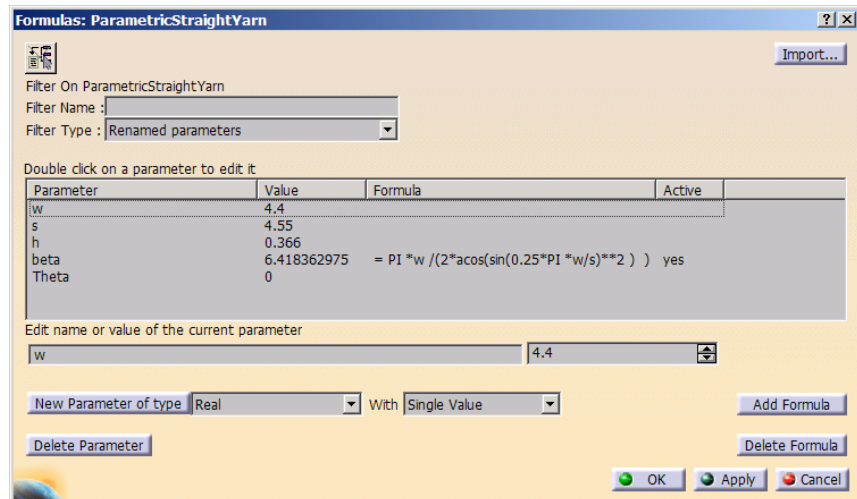 Formulas: ParametricStraightYarn
Import...
Filter On ParametricStraightYarn
Filter Name :
Filter Type : Renamed parameters
Double click on a parameter to edit it
Parameter Value Formula Active
w 4.4
s 4.55
h 0.366
beta 6.418362975 = PI *w /(2*acos(sin(0.25*PI *w/s)**2 ) ) yes
Theta 0
Edit name or value of the current parameter
w 4.4
New Parameter of type Real With Single Value Add Formula
Delete Parameter Delete Formula
OK Apply Cancel